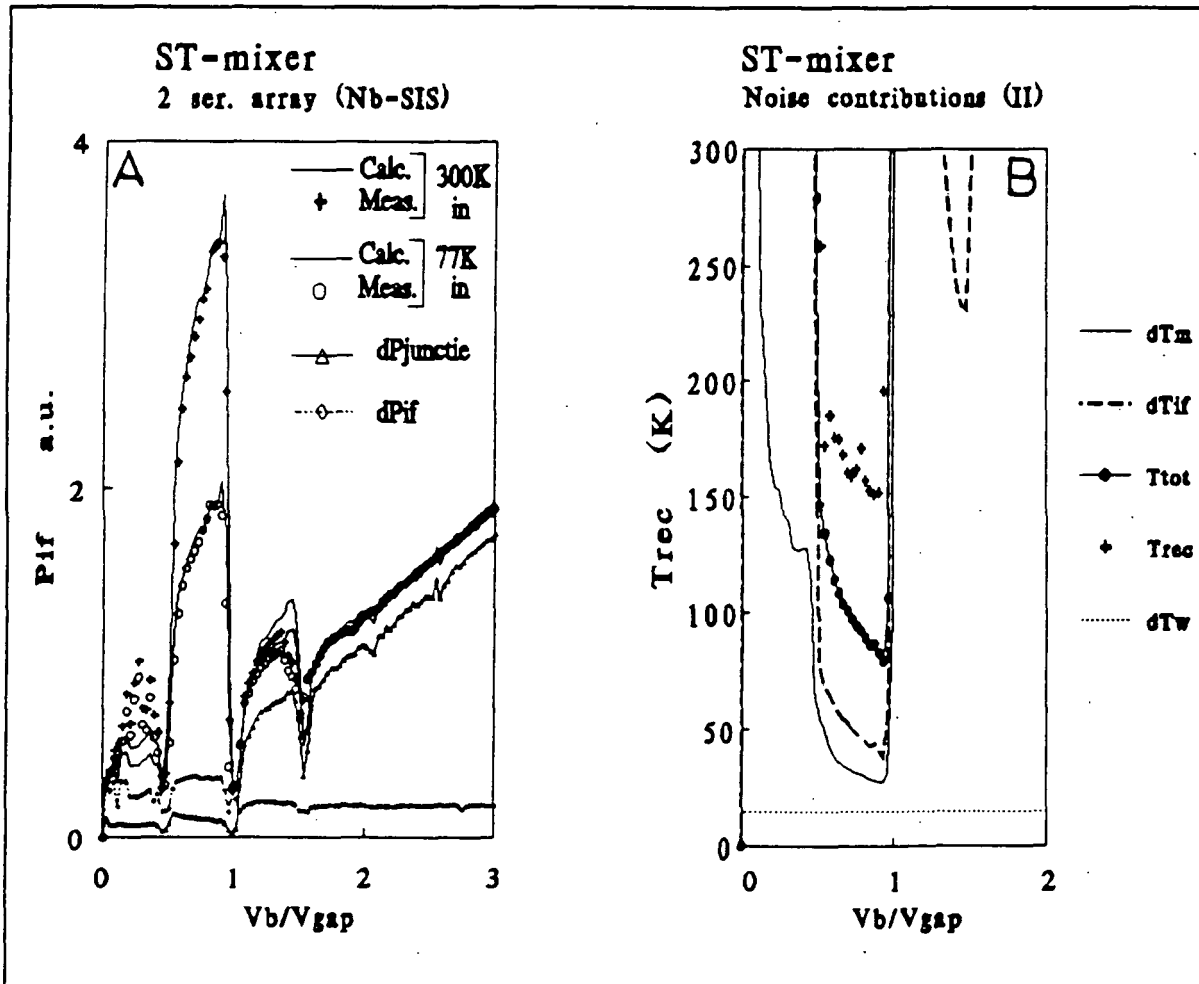 ST-mixer
2 ser. array (Nb-SIS)
A
Calc.
Meas.
300K
in
Calc.
Meas.
77K
in
dPjunctie
dPif
Pif a.u.
4
2
0
0 1 2 3
Vb/Vgap
ST-mixer
Noise contributions (II)
B
Trec (K)
300
250
200
150
100
50
0
0 1 2
Vb/Vgap
dTm
dTif
Ttot
Trec
dTw